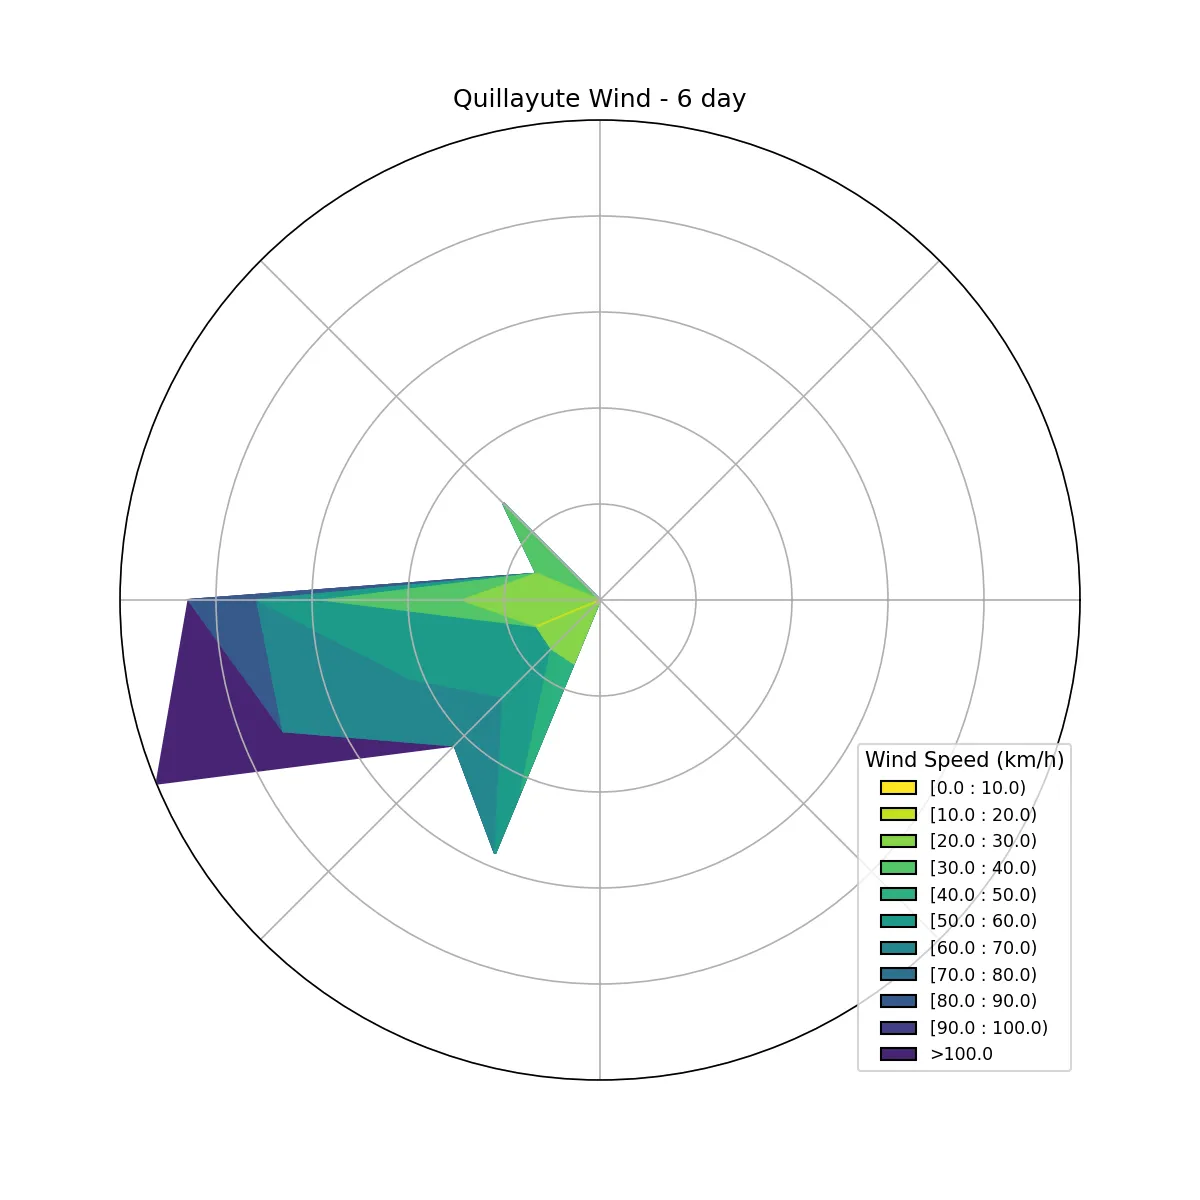 Quillayute Wind - 6 day
Wind Speed (km/h)
[0.0 : 10.0)
[10.0 : 20.0)
[20.0 : 30.0)
[30.0 : 40.0)
[40.0 : 50.0)
[50.0 : 60.0)
[60.0 : 70.0)
[70.0 : 80.0)
[80.0 : 90.0)
[90.0 : 100.0)
>100.0